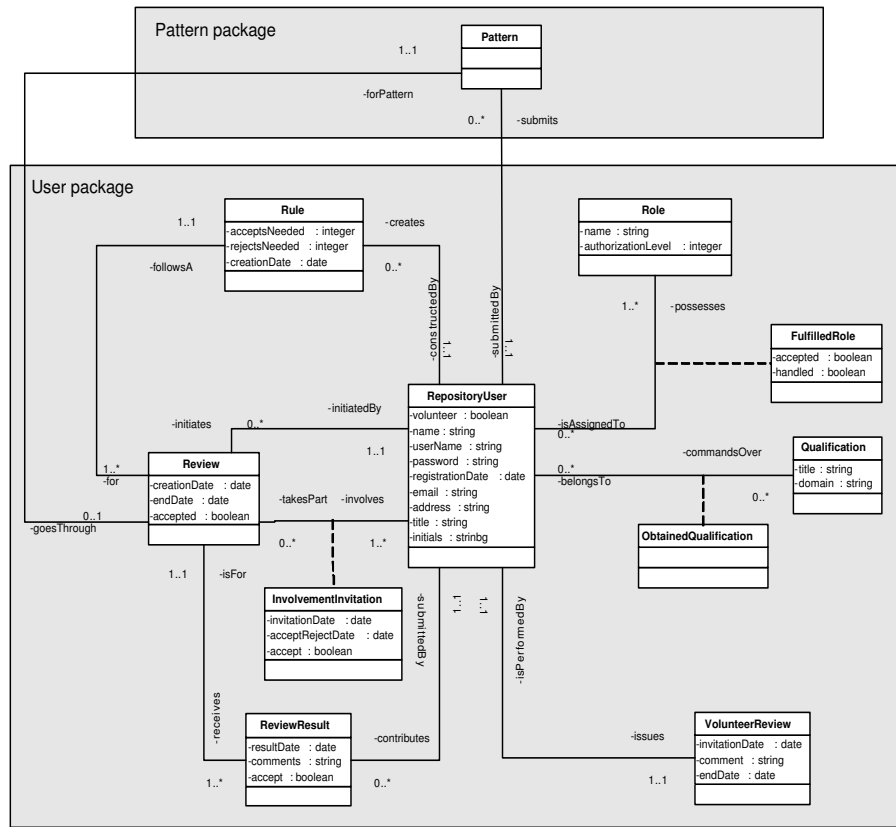 Pattern package
Pattern
1..1
-forPattern
0..*
-submits
User package
Rule
-acceptsNeeded : integer
-rejectsNeeded : integer
-creationDate : date
1..1
-followsA
-creates
0..*
Role
-name : string
-authorizationLevel : integer
1..*
-possesses
-constructedBy
1..1
-submittedBy
1..1
FulfilledRole
-accepted : boolean
-handled : boolean
RepositoryUser
-volunteer : boolean
-name : string
-userName : string
-password : string
-registrationDate : date
-email : string
-address : string
-title : string
-initials : strinbg
-initiates
0..*
-initiatedBy
1..1
-isAssignedTo
0..*
-commandsOver
0..*
-belongsTo
0..*
Qualification
-title : string
-domain : string
ObtainedQualification
1..*
-for
Review
-creationDate : date
-endDate : date
-accepted : boolean
0..1
-goesThrough
-takesPart
-involves
0..*
1..*
1..1
-isFor
InvolvementInvitation
-invitationDate : date
-acceptRejectDate : date
-accept : boolean
-submittedBy
1..1
1..1
-isPerformedBy
-receives
1..*
ReviewResult
-resultDate : date
-comments : string
-accept : boolean
-contributes
0..*
-issues
1..1
VolunteerReview
-invitationDate : date
-comment : string
-endDate : date